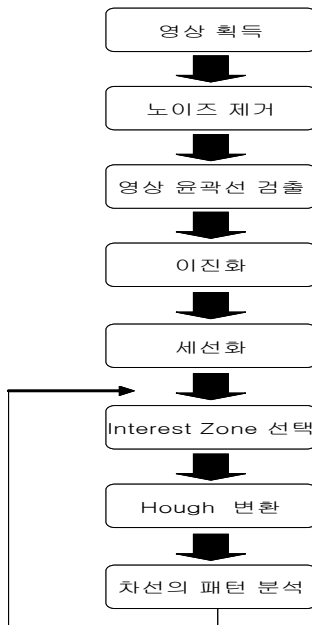 영상 획득
노이즈 제거
영상 윤곽선 검출
이진화
세선화
Interest Zone 선택
Hough 변환
차선의 패턴 분석